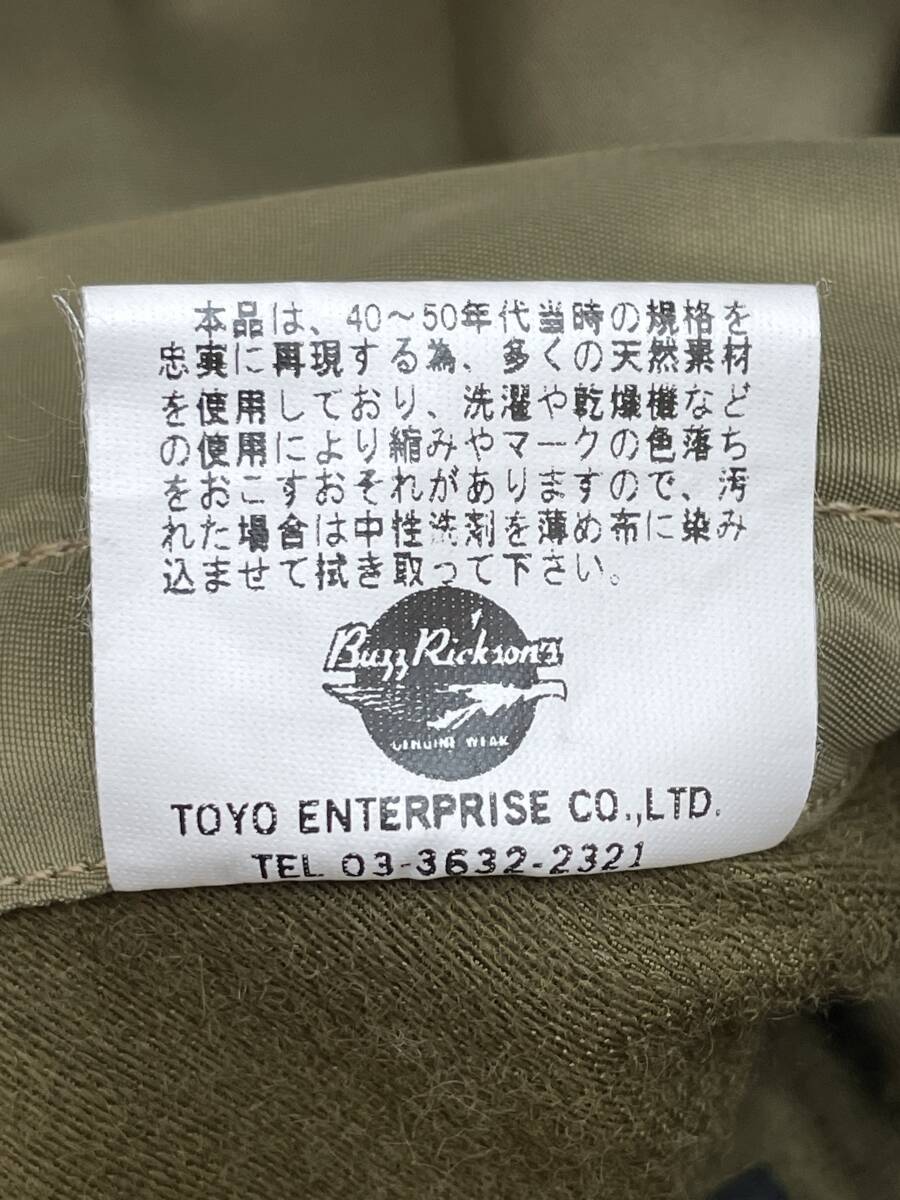 本品は、40～50年代当時の規格を
忠実に再現する為、多くの天然素材
を使用しており、洗濯や乾燥機など
の使用により縮みやマークの色落ち
をおこすおそれがありますので、汚
れた場合は中性洗剤を薄め布に染み
込ませて拭き取って下さい。
Buzz Rickson's
GENUINE WEAR
TOYO ENTERPRISE CO.,LTD.
TEL 03-3632-2321